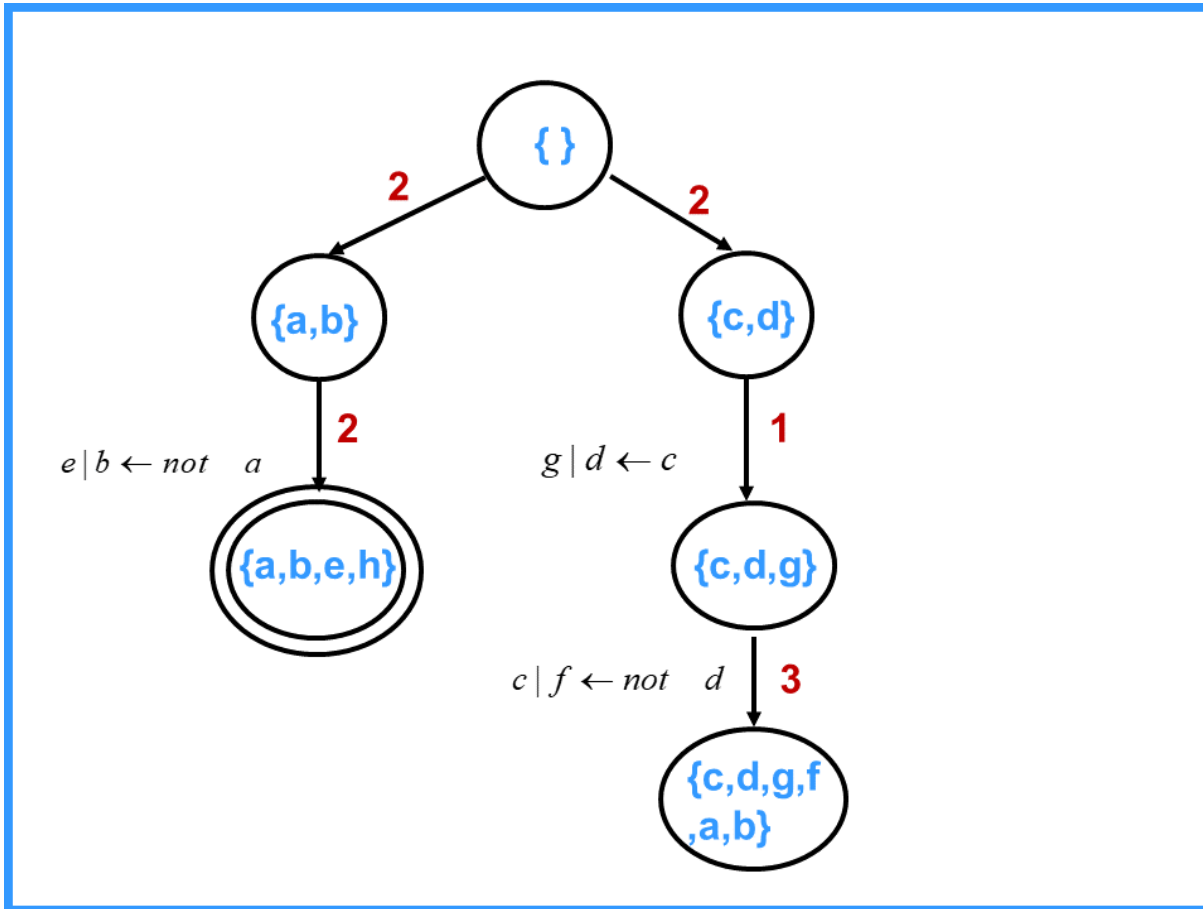 { }
2
2
{a,b}
{c,d}
2
1
e | b ← not a
g | d ← c
{a,b,e,h}
{c,d,g}
c | f ← not d
3
{c,d,g,f
,a,b}